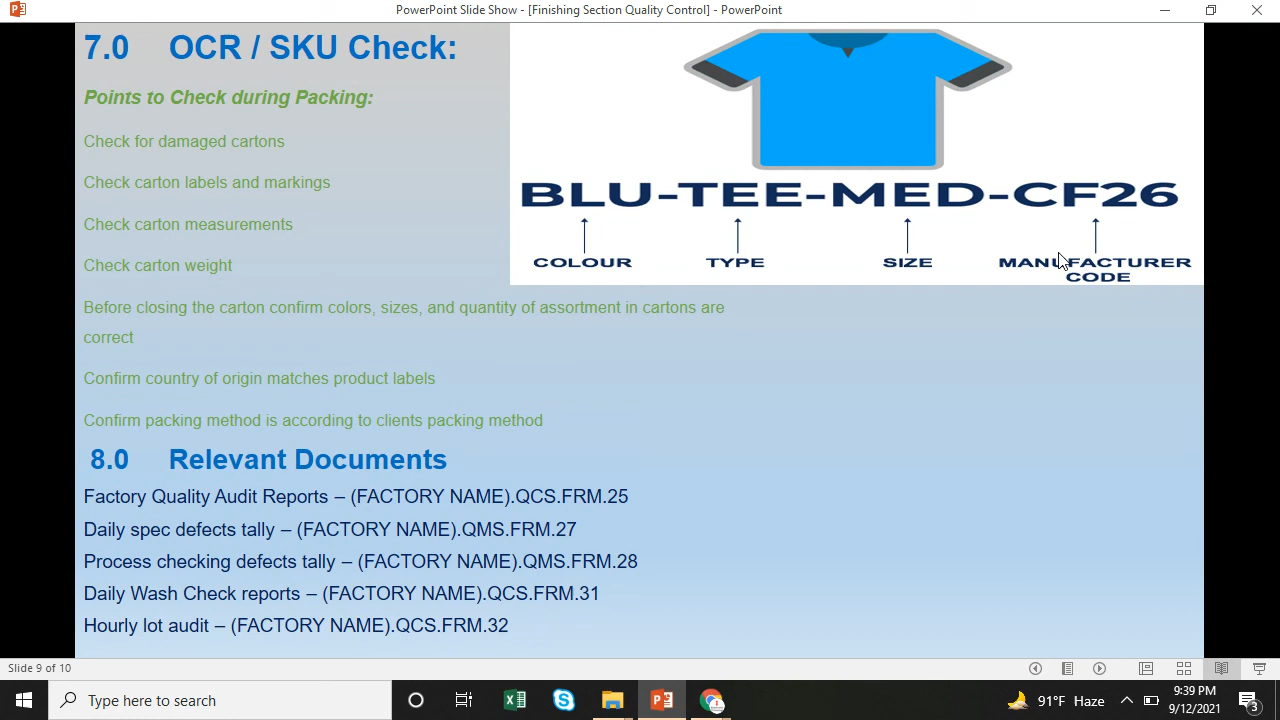 PowerPoint Slide Show - [Finishing Section Quality Control] - PowerPoint
7.0 OCR / SKU Check:
Points to Check during Packing:
Check for damaged cartons
Check carton labels and markings
Check carton measurements
Check carton weight
Before closing the carton confirm colors, sizes, and quantity of assortment in cartons are
correct
Confirm country of origin matches product labels
Confirm packing method is according to clients packing method
BLU-TEE-MED-CF26
COLOUR TYPE SIZE MANUFACTURER
CODE
8.0 Relevant Documents
Factory Quality Audit Reports – (FACTORY NAME).QCS.FRM.25
Daily spec defects tally – (FACTORY NAME).QMS.FRM.27
Process checking defects tally – (FACTORY NAME).QMS.FRM.28
Daily Wash Check reports – (FACTORY NAME).QCS.FRM.31
Hourly lot audit – (FACTORY NAME).QCS.FRM.32
Slide 9 of 10
Type here to search
91°F Haze
9:39 PM
9/12/2021
3